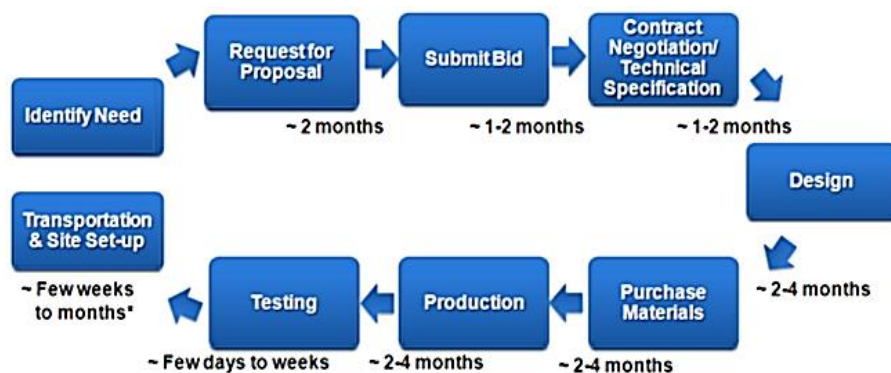 Identify Need
Request for
Proposal
~ 2 months
Submit Bid
~ 1-2 months
Contract
Negotiation/
Technical
Specification
~ 1-2 months
Design
~ 2-4 months
Purchase
Materials
~ 2-4 months
Production
~ 2-4 months
Testing
~ Few days to weeks
Transportation
& Site Set-up
~ Few weeks
to months*